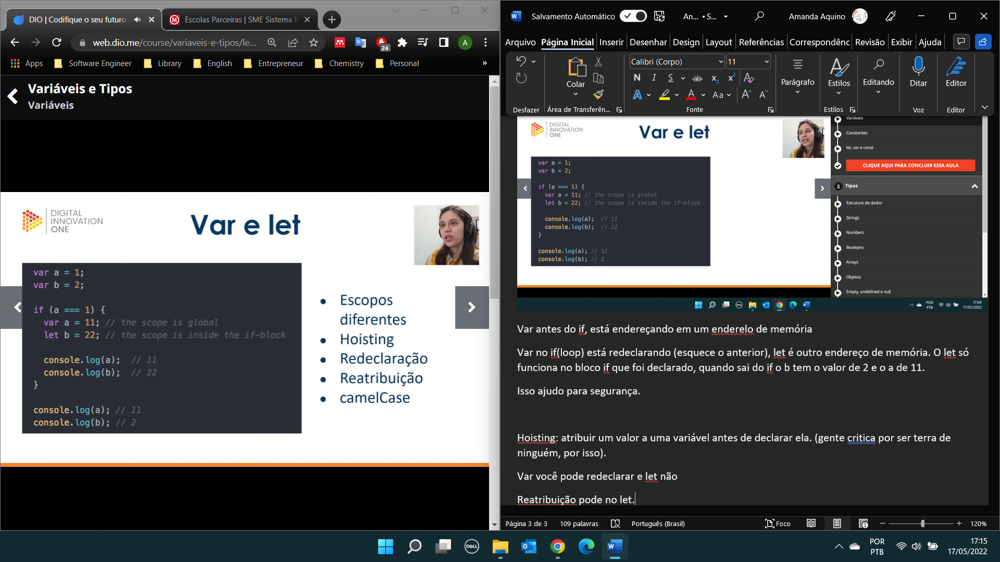 DIO | Codifique o seu futuro
Escolas Parceiras | SME Sistema M
web.dio.me/course/variaveis-e-tipos/le...
24
A
Apps
Software Engineer
Library
English
Entrepreneur
Chemistry
Personal
»
Variáveis e Tipos
Variáveis
DIGITAL
INNOVATION
ONE
Var e let
var a = 1;
var b = 2;
if (a === 1) {
var a = 11; // the scope is global
let b = 22; // the scope is inside the if-block
console.log(a); // 11
console.log(b); // 22
}
console.log(a); // 11
console.log(b); // 2
• Escopos
diferentes
• Hoisting
• Redeclaração
• Reatribuição
• camelCase
Salvamento Automático
An... • S...
Amanda Aquino
Arquivo
Página Inicial
Inserir
Desenhar
Design
Layout
Referências
Correspondênc
Revisão
Exibir
Ajuda
Colar
Calibri (Corpo)
11
N
I
S
ab
x₂
x²
A
A
Aa
A
A
Parágrafo
Estilos
Editando
Ditar
Editor
Desfazer
Área de Transferên...
Fonte
Estilos
Voz
Editor
DIGITAL
INNOVATION
ONE
Var e let
var a = 1;
var b = 2;
if (a === 1) {
var a = 11; // the scope is global
let b = 22; // the scope is inside the if-block
console.log(a); // 11
console.log(b); // 22
}
console.log(a); // 11
console.log(b); // 2
Variáveis
Constantes
let, var e const
CLIQUE AQUI PARA CONCLUIR ESSA AULA
2 Tipos
Estrutura de dados
Strings
Numbers
Booleans
Arrays
Objetos
Empty, undefined e null
POR
PTB
17:04
17/05/2022
Var antes do if, está endereçando em um enderelo de memória
Var no if(loop) está redeclarando (esquece o anterior), let é outro endereço de memória. O let só
funciona no bloco if que foi declarado, quando sai do if o b tem o valor de 2 e o a de 11.
Isso ajudo para segurança.
Hoisting: atribuir um valor a uma variável antes de declarar ela. (gente critica por ser terra de
ninguém, por isso).
Var você pode redeclarar e let não
Reatribuição pode no let.
Página 3 de 3
109 palavras
Português (Brasil)
Foco
120%
DELL
POR
PTB
17:15
17/05/2022